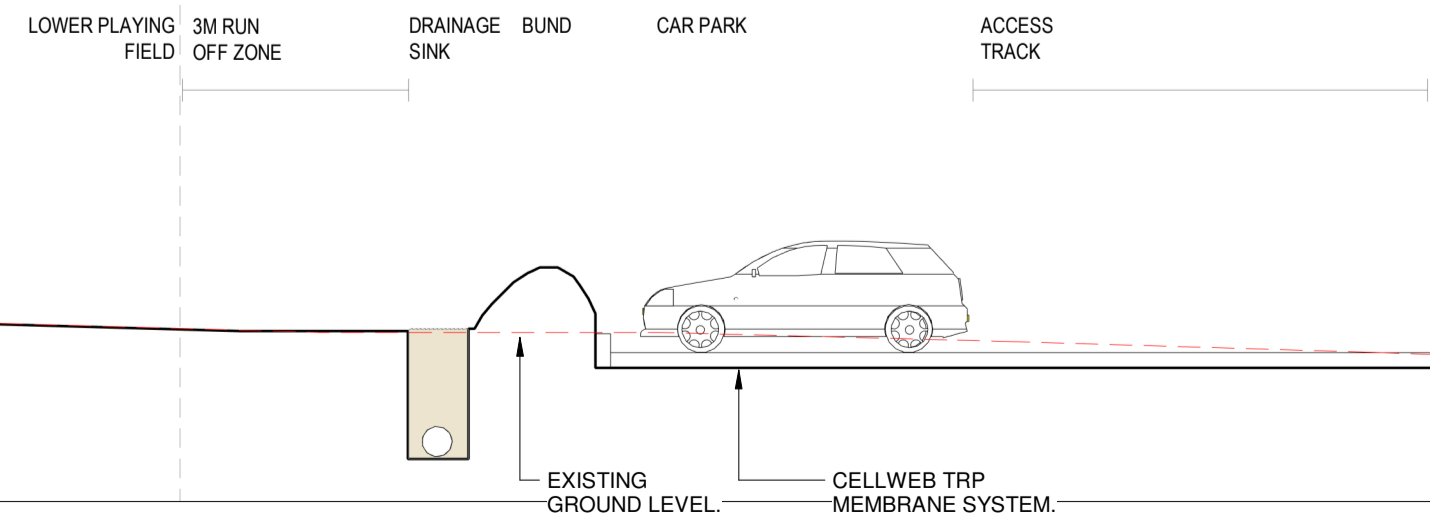 LOWER PLAYING
FIELD
3M RUN
OFF ZONE
DRAINAGE
SINK
BUND
CAR PARK
ACCESS
TRACK
EXISTING
GROUND LEVEL.
CELLWEB TRP
MEMBRANE SYSTEM.